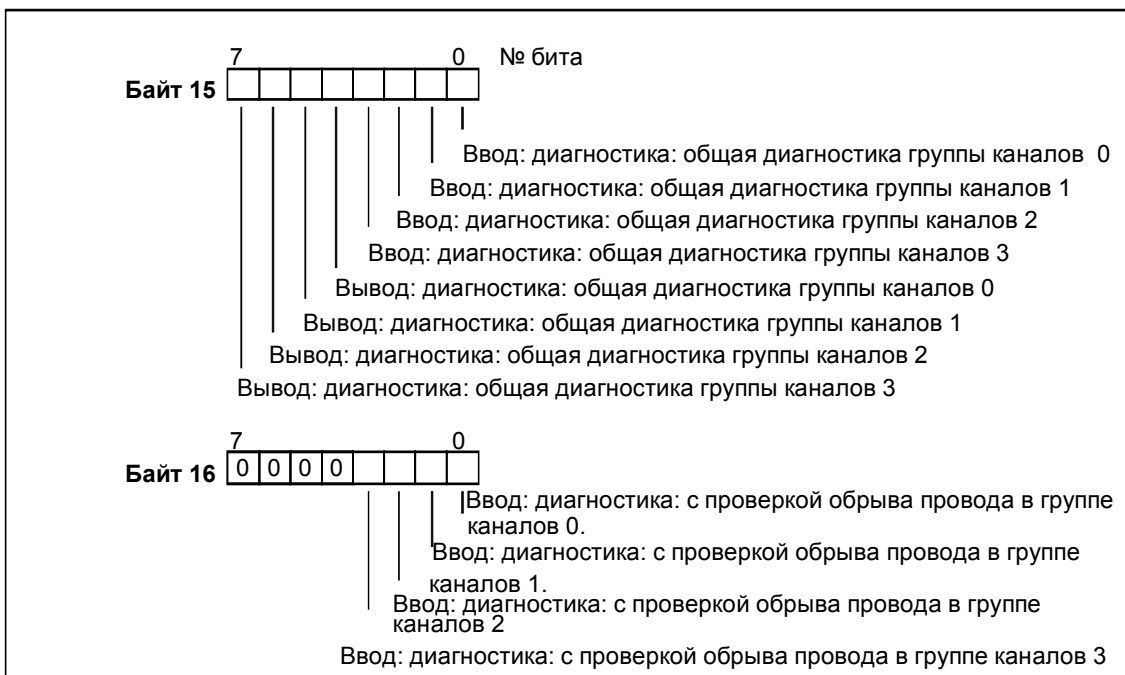 7 0 № бита
Байт 15
Ввод: диагностика: общая диагностика группы каналов 0
Ввод: диагностика: общая диагностика группы каналов 1
Ввод: диагностика: общая диагностика группы каналов 2
Ввод: диагностика: общая диагностика группы каналов 3
Вывод: диагностика: общая диагностика группы каналов 0
Вывод: диагностика: общая диагностика группы каналов 1
Вывод: диагностика: общая диагностика группы каналов 2
Вывод: диагностика: общая диагностика группы каналов 3
7 0
Байт 16 0 0 0 0
Ввод: диагностика: с проверкой обрыва провода в группе
каналов 0.
Ввод: диагностика: с проверкой обрыва провода в группе
каналов 1.
Ввод: диагностика: с проверкой обрыва провода в группе
каналов 2
Ввод: диагностика: с проверкой обрыва провода в группе каналов 3